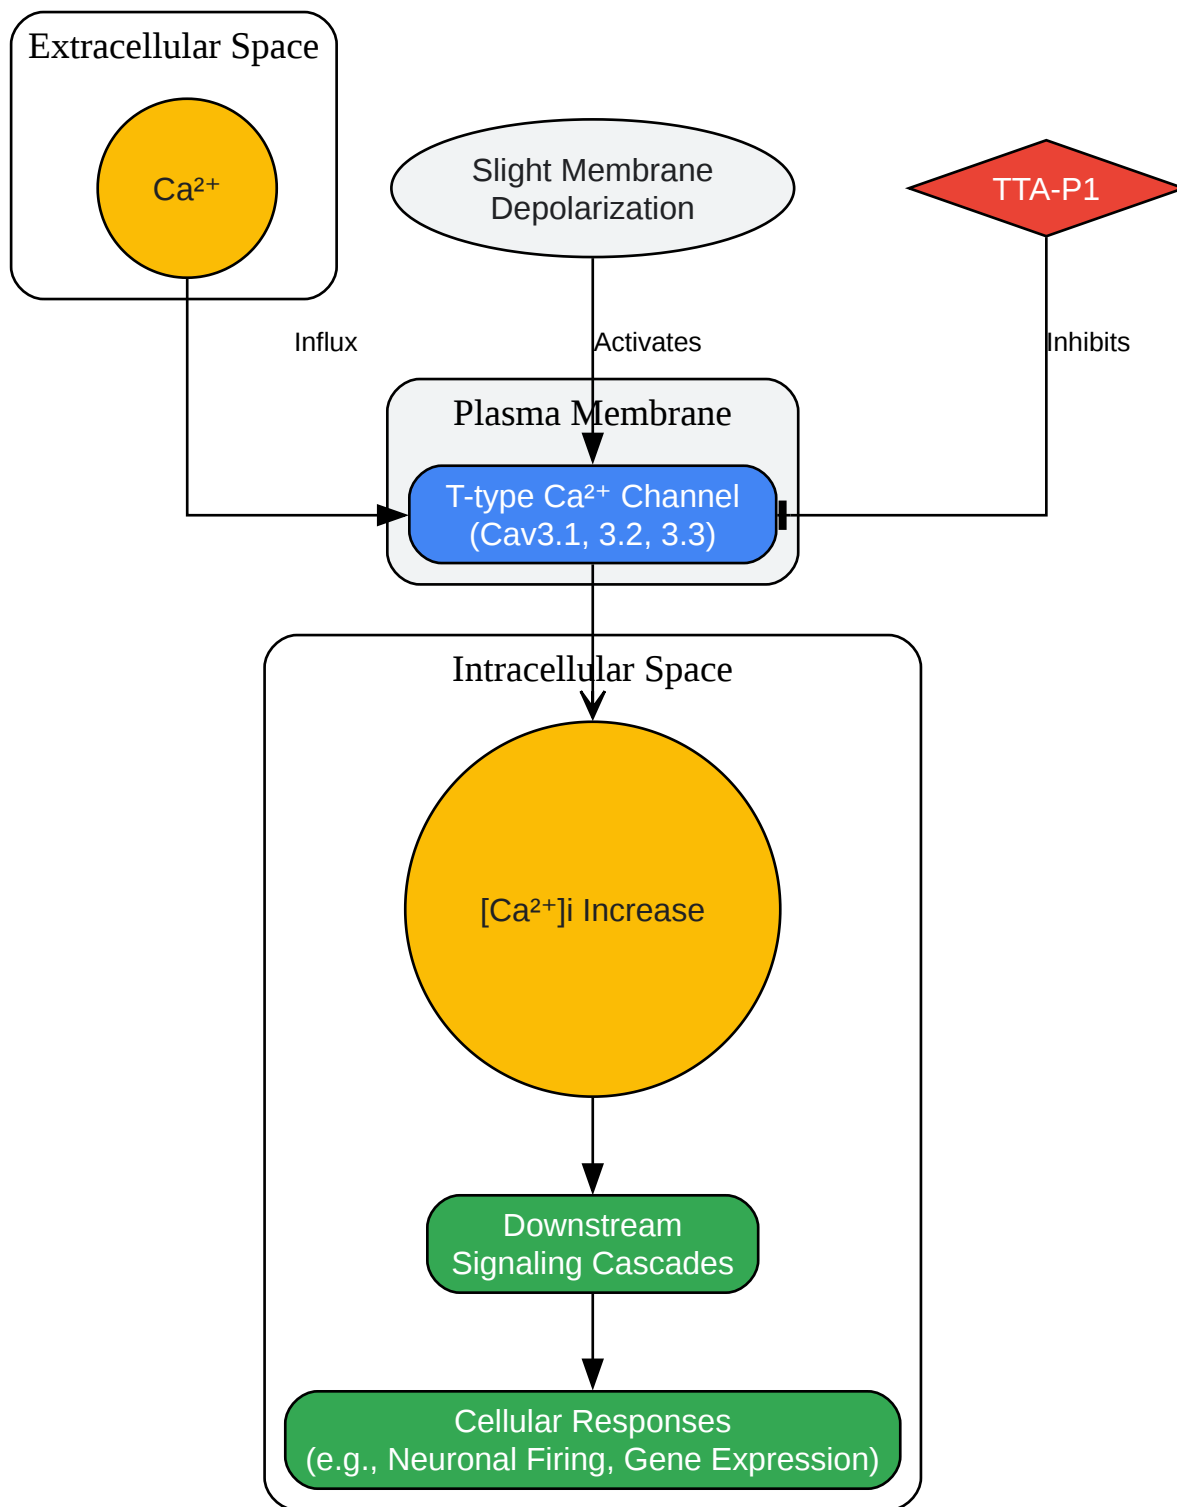 Extracellular Space
Ca²⁺
Slight Membrane
Depolarization
TTA-P1
Influx
Activates
Inhibits
Plasma Membrane
T-type Ca²⁺ Channel
(Cav3.1, 3.2, 3.3)
Intracellular Space
[Ca²⁺]i Increase
Downstream
Signaling Cascades
Cellular Responses
(e.g., Neuronal Firing, Gene Expression)